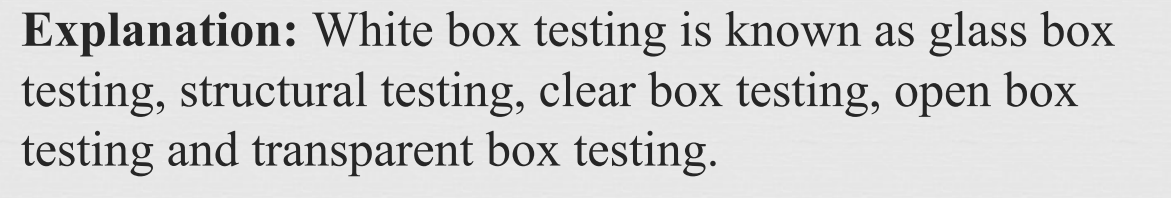 Explanation: White box testing is known as glass box
testing, structural testing, clear box testing, open box
testing and transparent box testing.